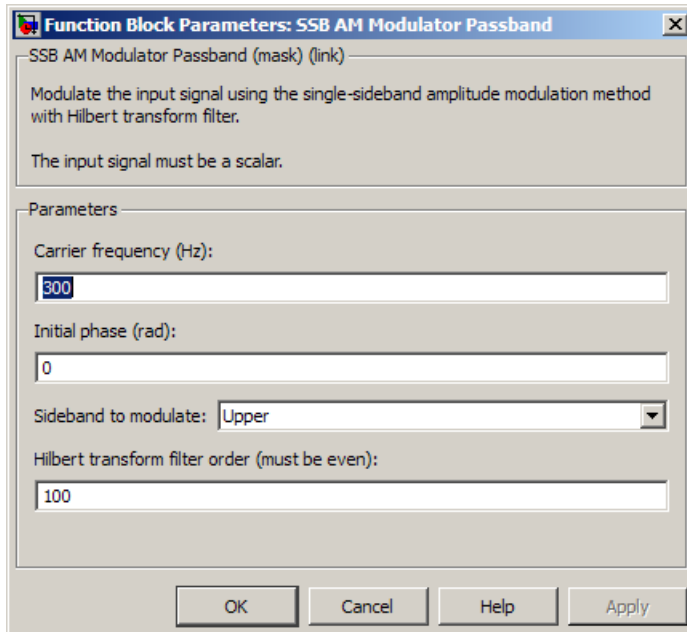 Function Block Parameters: SSB AM Modulator Passband
SSB AM Modulator Passband (mask) (link)
Modulate the input signal using the single-sideband amplitude modulation method
with Hilbert transform filter.
The input signal must be a scalar.
Parameters
Carrier frequency (Hz):
300
Initial phase (rad):
0
Sideband to modulate: Upper
Hilbert transform filter order (must be even):
100
OK Cancel Help Apply